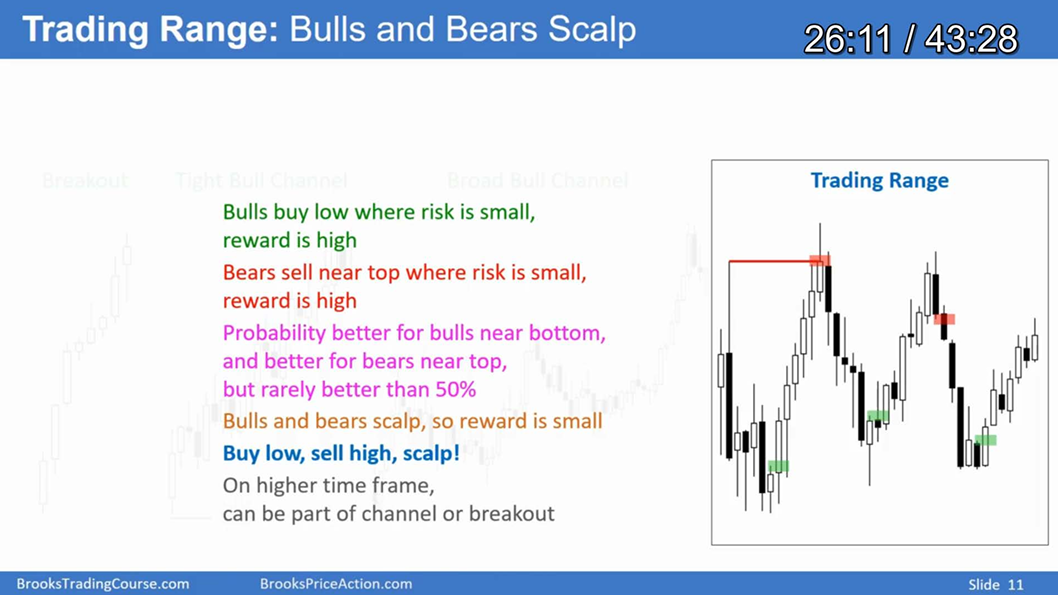 Trading Range: Bulls and Bears Scalp
26:11 / 43:28
Breakout
Tight Bull Channel
Broad Bull Channel
Trading Range
Bulls buy low where risk is small,
reward is high
Bears sell near top where risk is small,
reward is high
Probability better for bulls near bottom,
and better for bears near top,
but rarely better than 50%
Bulls and bears scalp, so reward is small
Buy low, sell high, scalp!
On higher time frame,
can be part of channel or breakout
BrooksTradingCourse.com
BrooksPriceAction.com
Slide 11